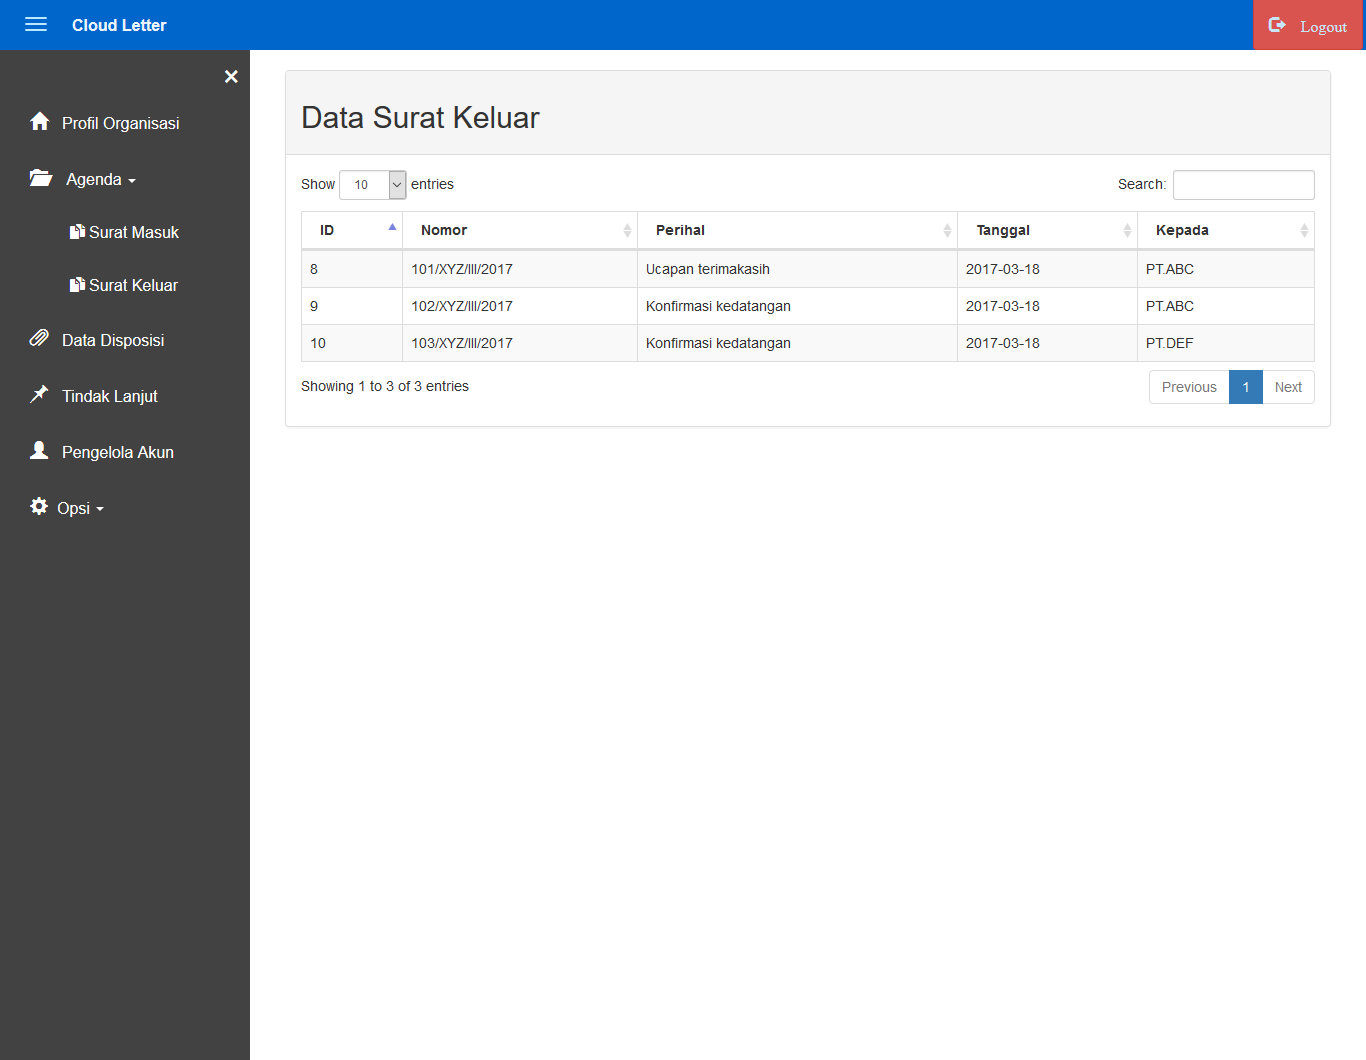 Cloud Letter
Logout
Profil Organisasi
Agenda
Surat Masuk
Surat Keluar
Data Disposisi
Tindak Lanjut
Pengelola Akun
Opsi
Data Surat Keluar
Show 10 entries Search:
ID Nomor Perihal Tanggal Kepada
8 101/XYZ/III/2017 Ucapan terimakasih 2017-03-18 PT.ABC
9 102/XYZ/III/2017 Konfirmasi kedatangan 2017-03-18 PT.ABC
10 103/XYZ/III/2017 Konfirmasi kedatangan 2017-03-18 PT.DEF
Showing 1 to 3 of 3 entries Previous 1 Next